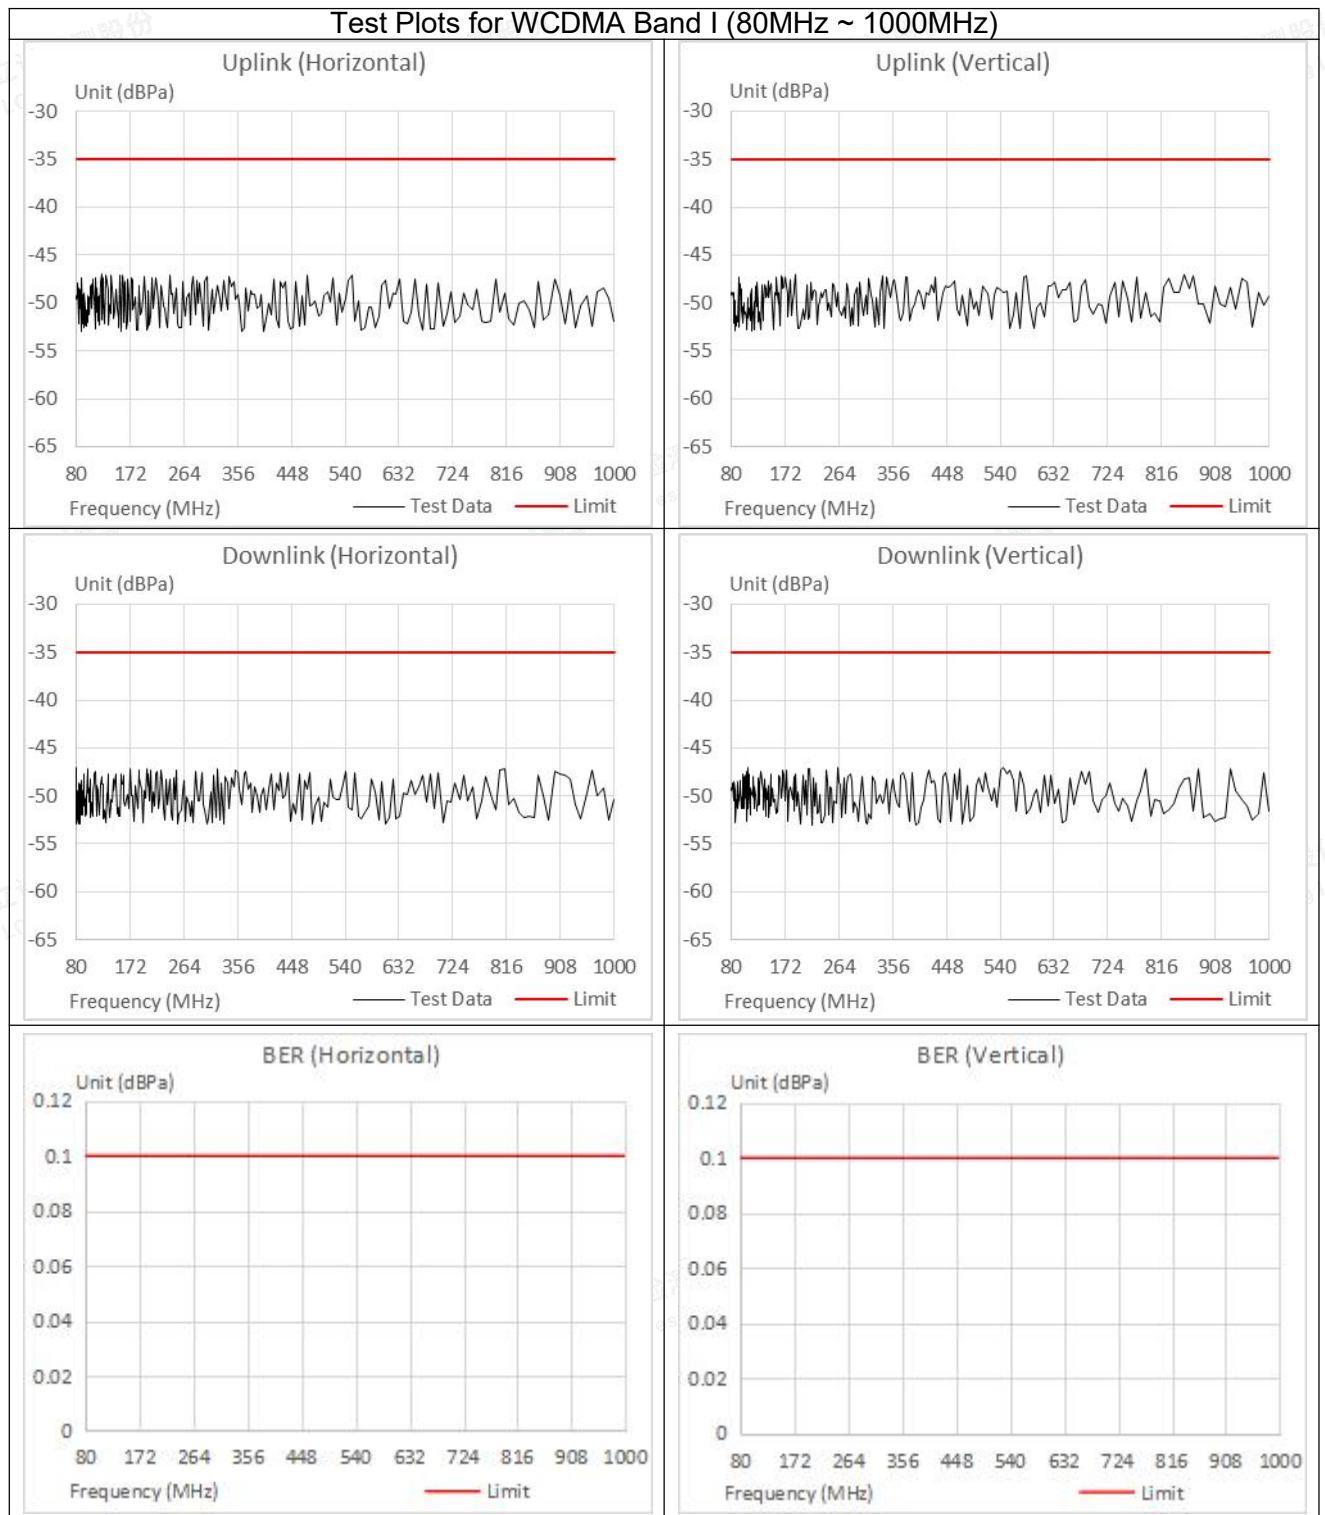 Test Plots for WCDMA Band I (80MHz ~ 1000MHz)
Uplink (Horizontal)
Unit (dBPa)
-30
-35
-40
-45
-50
-55
-60
-65
80 172 264 356 448 540 632 724 816 908 1000
Frequency (MHz) Test Data Limit
Uplink (Vertical)
Unit (dBPa)
-30
-35
-40
-45
-50
-55
-60
-65
80 172 264 356 448 540 632 724 816 908 1000
Frequency (MHz) Test Data Limit
Downlink (Horizontal)
Unit (dBPa)
-30
-35
-40
-45
-50
-55
-60
-65
80 172 264 356 448 540 632 724 816 908 1000
Frequency (MHz) Test Data Limit
Downlink (Vertical)
Unit (dBPa)
-30
-35
-40
-45
-50
-55
-60
-65
80 172 264 356 448 540 632 724 816 908 1000
Frequency (MHz) Test Data Limit
BER (Horizontal)
Unit (dBPa)
0.12
0.1
0.08
0.06
0.04
0.02
0
80 172 264 356 448 540 632 724 816 908 1000
Frequency (MHz) Limit
BER (Vertical)
Unit (dBPa)
0.12
0.1
0.08
0.06
0.04
0.02
0
80 172 264 356 448 540 632 724 816 908 1000
Frequency (MHz) Limit